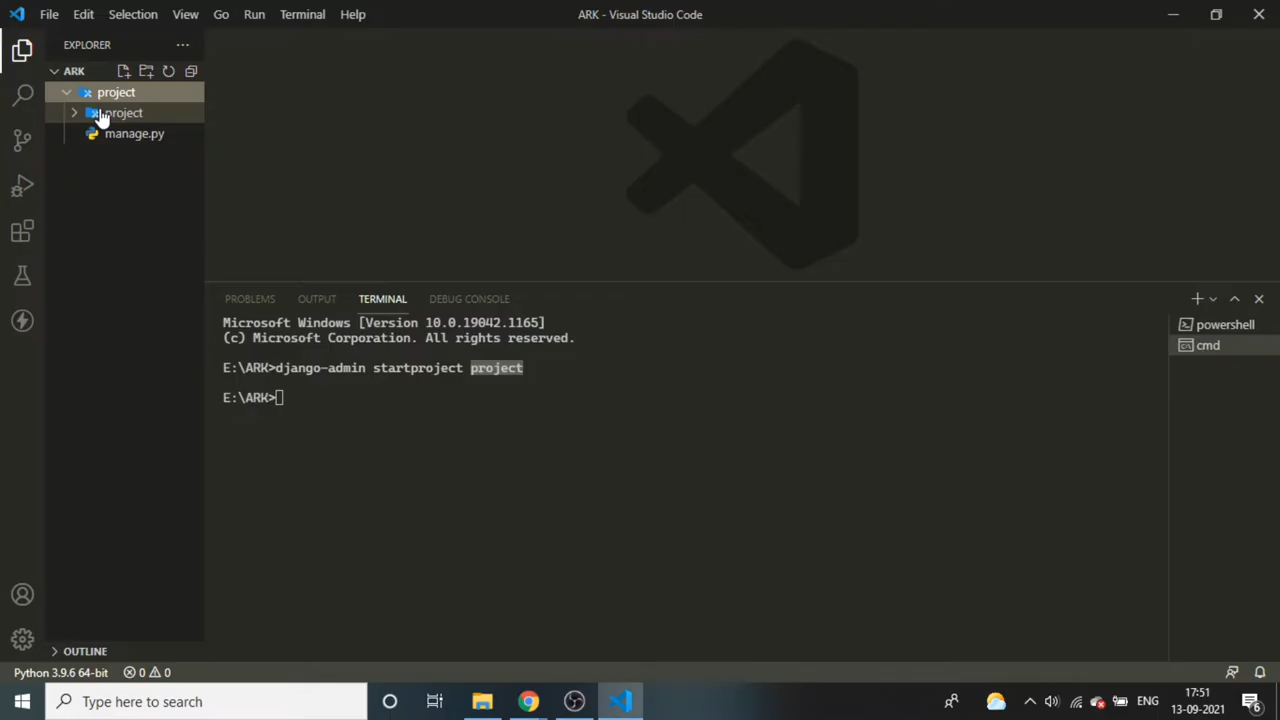 File Edit Selection View Go Run Terminal Help
ARK - Visual Studio Code
EXPLORER
ARK
project
project
manage.py
PROBLEMS OUTPUT TERMINAL DEBUG CONSOLE
Microsoft Windows [Version 10.0.19042.1165]
(c) Microsoft Corporation. All rights reserved.
E:\ARK>django-admin startproject project
E:\ARK>
powershell
cmd
OUTLINE
Python 3.9.6 64-bit 0 0
Type here to search
ENG
17:51
13-09-2021
6